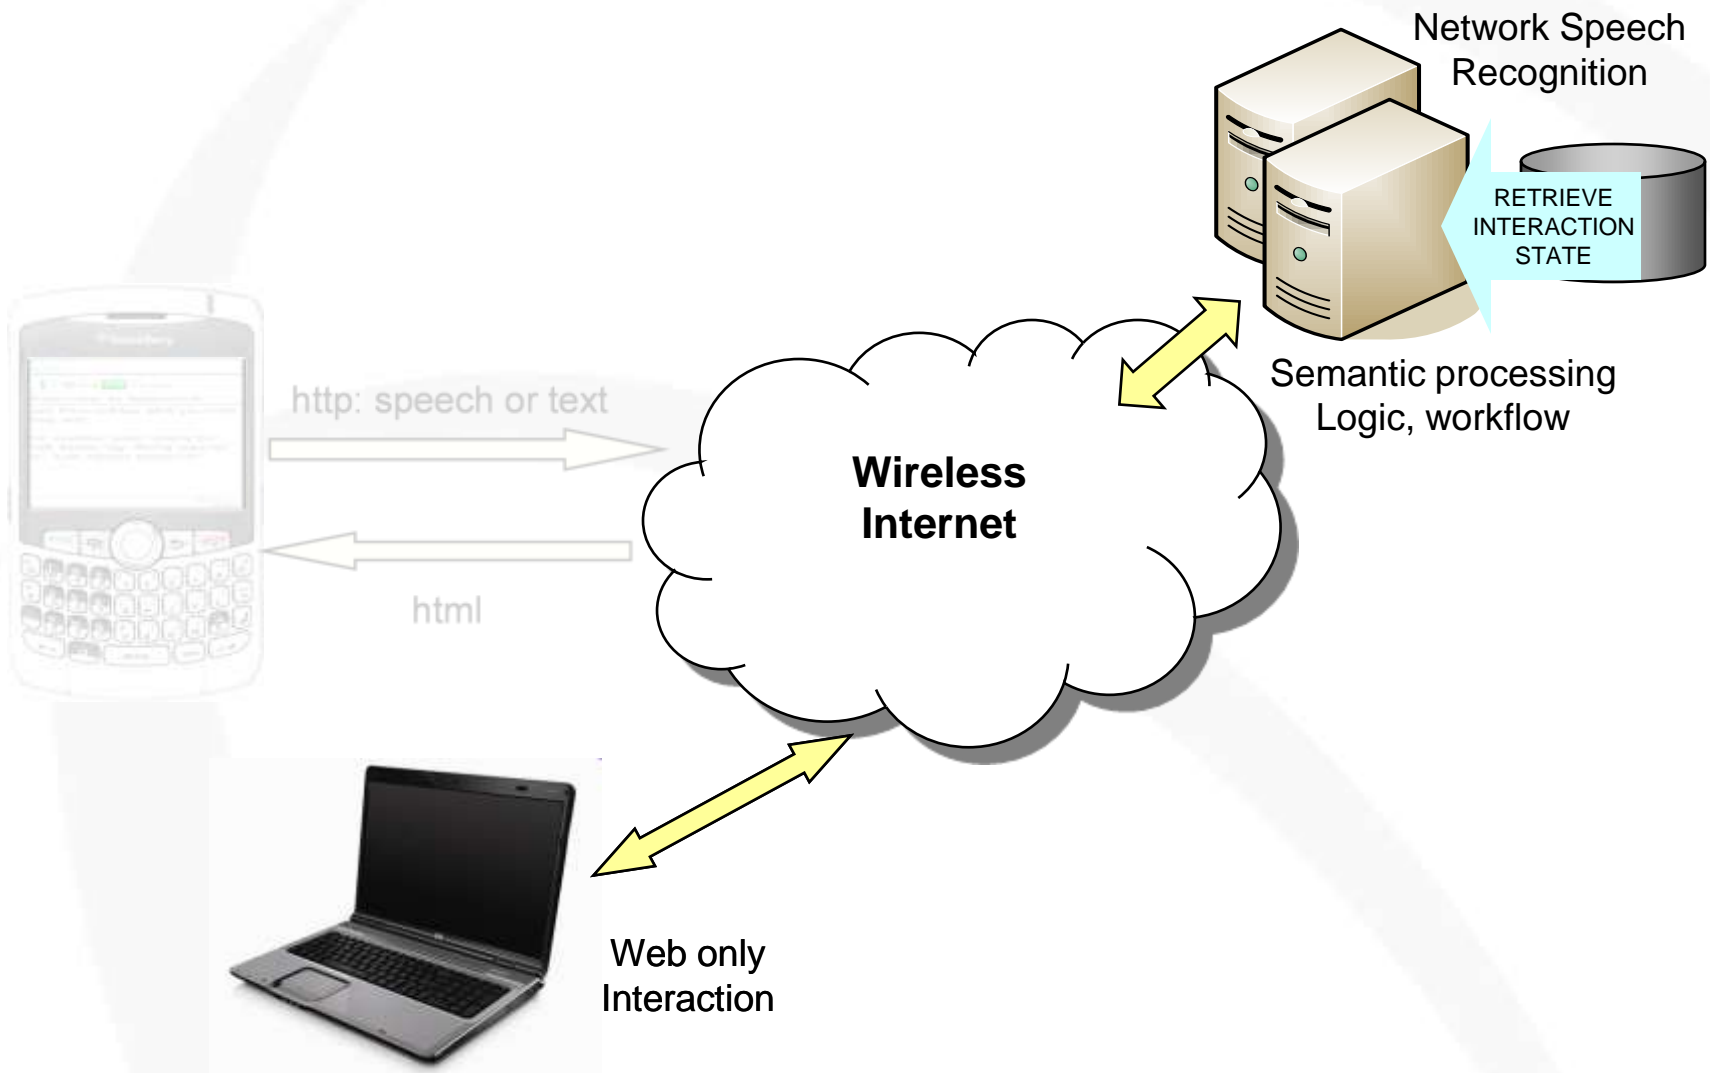 Network Speech
Recognition
RETRIEVE
INTERACTION
STATE
Semantic processing
Logic, workflow
http: speech or text
Wireless
Internet
html
Web only
Interaction